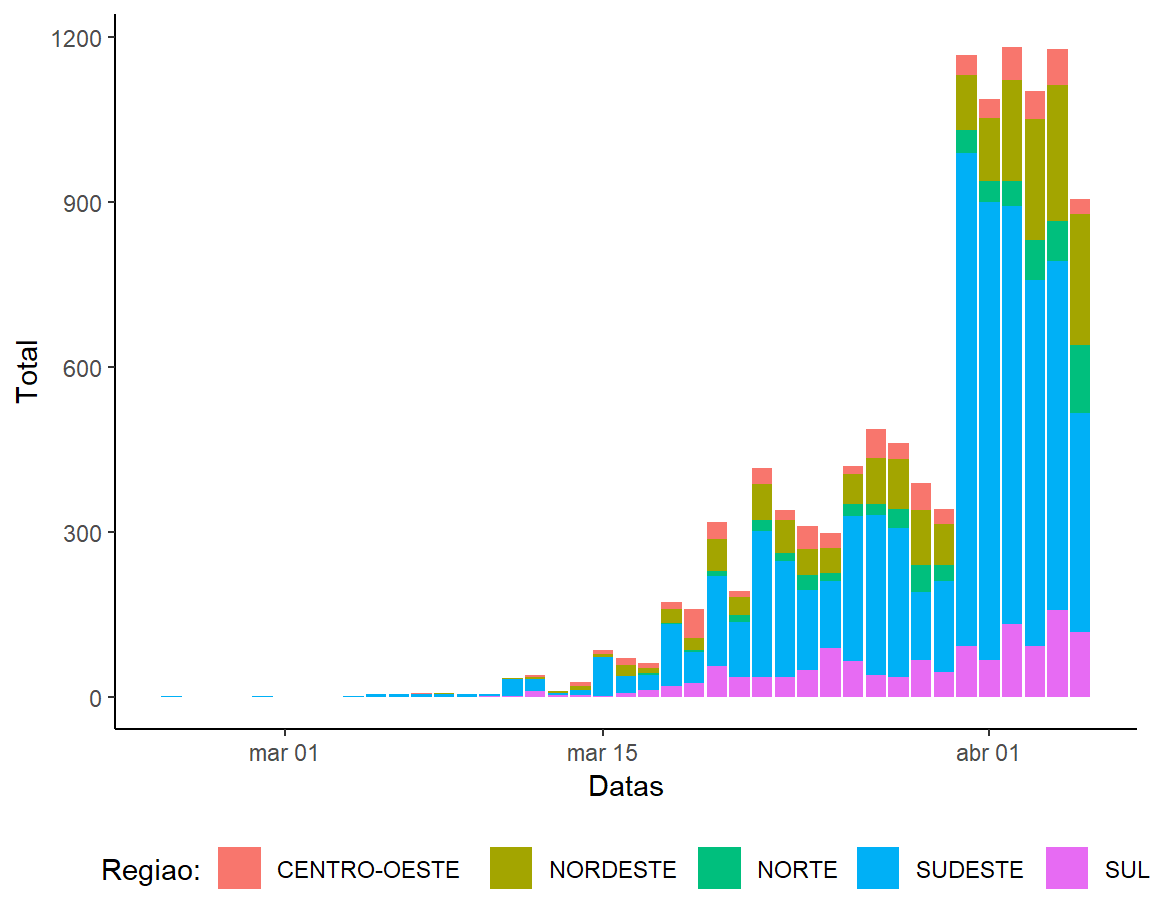 1200
900
600
300
0
Total
mar 01
mar 15
abr 01
Datas
Regiao: CENTRO-OESTE NORDESTE NORTE SUDESTE SUL